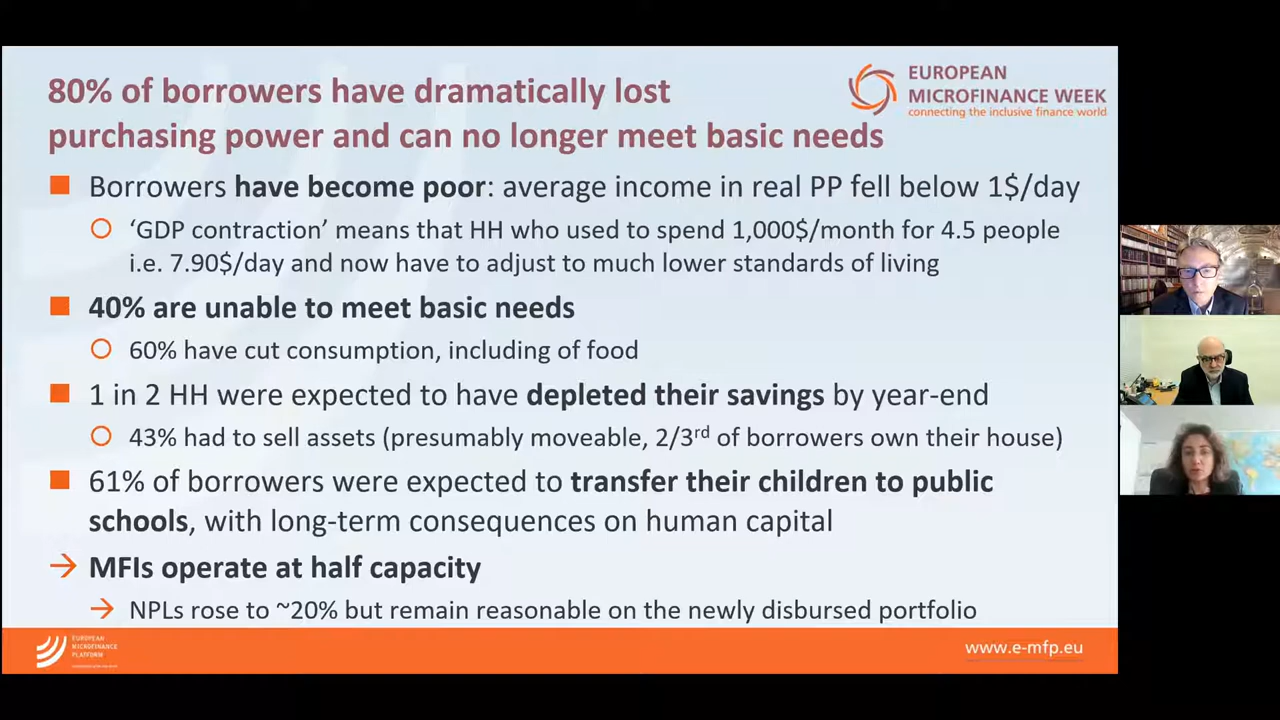 80% of borrowers have dramatically lost
purchasing power and can no longer meet basic needs
EUROPEAN
MICROFINANCE WEEK
connecting the inclusive finance world
Borrowers have become poor: average income in real PP fell below 1$/day
‘GDP contraction’ means that HH who used to spend 1,000$/month for 4.5 people
i.e. 7.90$/day and now have to adjust to much lower standards of living
40% are unable to meet basic needs
60% have cut consumption, including of food
1 in 2 HH were expected to have depleted their savings by year-end
43% had to sell assets (presumably moveable, 2/3rd of borrowers own their house)
61% of borrowers were expected to transfer their children to public
schools, with long-term consequences on human capital
→ MFIs operate at half capacity
→ NPLs rose to ~20% but remain reasonable on the newly disbursed portfolio
EUROPEAN
MICROFINANCE
PLATFORM
www.e-mfp.eu